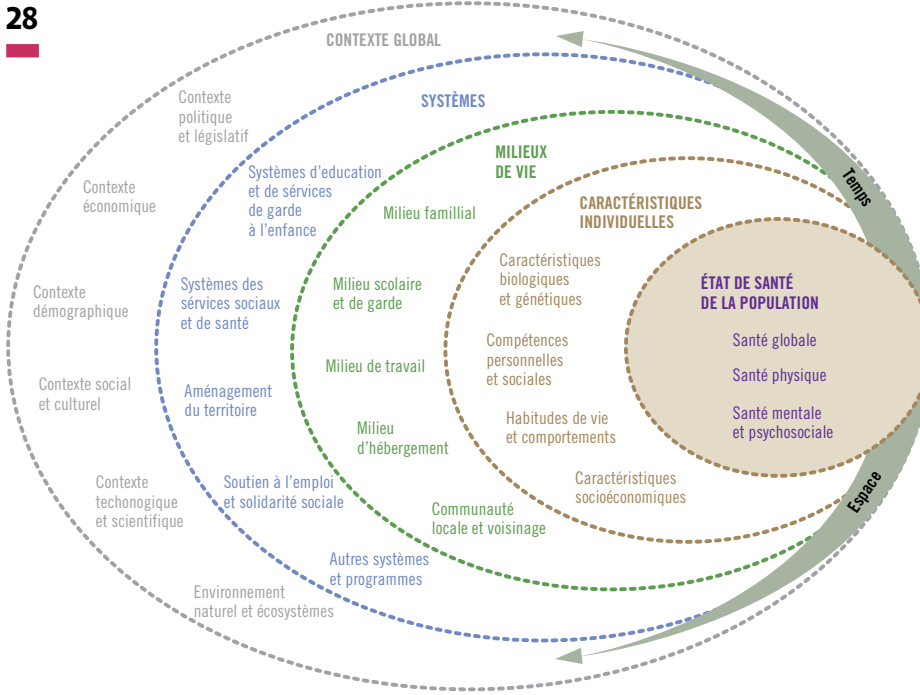 28
CONTEXTE GLOBAL
Contexte
politique
et législatif
Contexte
économique
Contexte
démographique
Contexte social
et culturel
Contexte
techonogique
et scientifique
Environnement
naturel et écosystèmes
SYSTÈMES
Systèmes d'education
et de sérvices
de garde
à l'enfance
Systèmes des
sérvices sociaux
et de santé
Aménagement
du territoire
Soutien à l'emploi
et solidarité sociale
Autres systèmes
et programmes
MILIEUX
DE VIE
Milieu famillial
Milieu scolaire
et de garde
Milieu de travail
Milieu
d'hébergement
Communauté
locale et voisinage
CARACTÉRISTIQUES
INDIVIDUELLES
Caractéristiques
biologiques
et génétiques
Compétences
personnelles
et sociales
Habitudes de vie
et comportements
Caractéristiques
socioéconomiques
ÉTAT DE SANTÉ
DE LA POPULATION
Santé globale
Santé physique
Santé mentale
et psychosociale
Temps
Espace